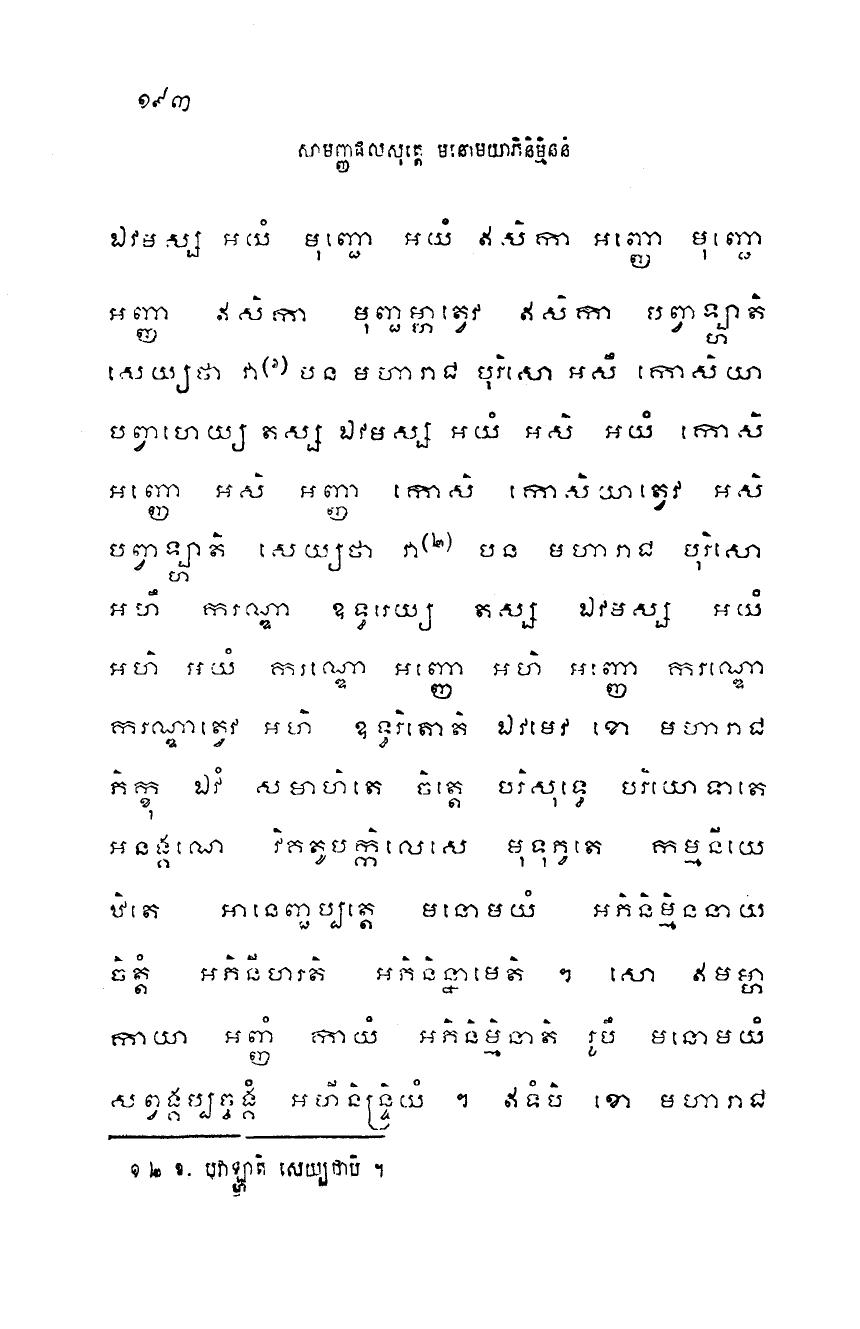 ១៩៣
សាមញ្ញផលសុត្តេ មនោមយាភិនិម្មិននំ
ឯវមស្ស អយំ មុញ្ជោ អយំ ឥសិកា អញ្ញោ មុញ្ជោ
អញ្ញា ឥសិកា មុញ្ជម្ហាត្វេវ ឥសិកា បញ្វាឡ្ហាតិ
សេយ្យថា វា(១) បន មហារាជ បុរិសោ អសឹ កោសិយា
បញ្វាហេយ្យ តស្ស ឯវមស្ស អយំ អសិ អយំ កោសិ
អញ្ញោ អសិ អញ្ញា កោសិ កោសិយាត្វេវ អសិ
បញ្វាឡ្ហាតិ សេយ្យថា វា(២) បន មហារាជ បុរិសោ
អហឹ ករណ្ឌា ឧទ្ធរេយ្យ តស្ស ឯវមស្ស អយំ
អហិ អយំ ករណ្ឌោ អញ្ញោ អហិ អញ្ញោ ករណ្ឌោ
ករណ្ឌាត្វេវ អហិ ឧទ្ធរិតោតិ ឯវមេវ ខោ មហារាជ
ភិក្ខុ ឯវំ សមាហិតេ ចិត្តេ បរិសុទ្ធេ បរិយោទាតេ
អនង្គណេ វិគតូបក្កិលេសេ មុទុភូតេ កម្មនីយេ
ឋិតេ អានេញ្ជប្បត្តេ មនោមយំ អភិនិម្មិននាយ
ចិត្តំ អភិនីហរតិ អភិនិន្នាមេតិ ។ សោ ឥមម្ហា
កាយា អញ្ញំ កាយំ អភិនិម្មិនាតិ រូបឹ មនោមយំ
សព្វង្គប្បច្ចង្គំ អហីនិន្ទ្រិយំ ។ ឥទំបិ ខោ មហារាជ
១ ២ ឱ. បុវាឡ្ហាតិ សេយ្យថាបិ ។